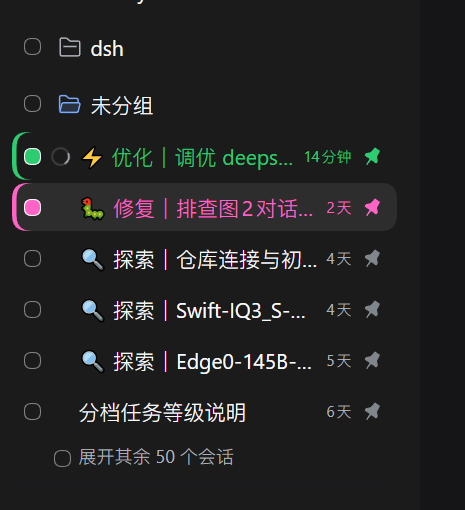 dsh
未分组
优化｜调优 deeps... 14分钟
修复｜排查图2对话... 2天
探索｜仓库连接与初... 4天
探索｜Swift-IQ3_S-... 4天
探索｜Edge0-145B-... 5天
分档任务等级说明 6天
展开其余 50 个会话